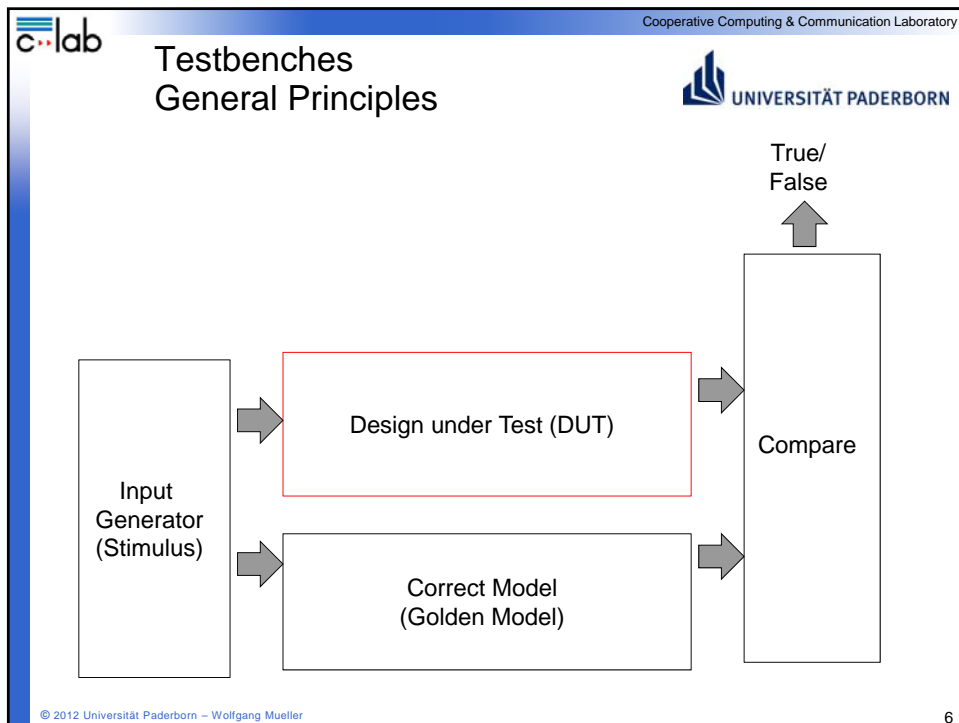 Cooperative Computing & Communication Laboratory
c··lab
Testbenches
General Principles
UNIVERSITÄT PADERBORN
True/
False
Design under Test (DUT)
Compare
Input
Generator
(Stimulus)
Correct Model
(Golden Model)
© 2012 Universität Paderborn – Wolfgang Mueller
6